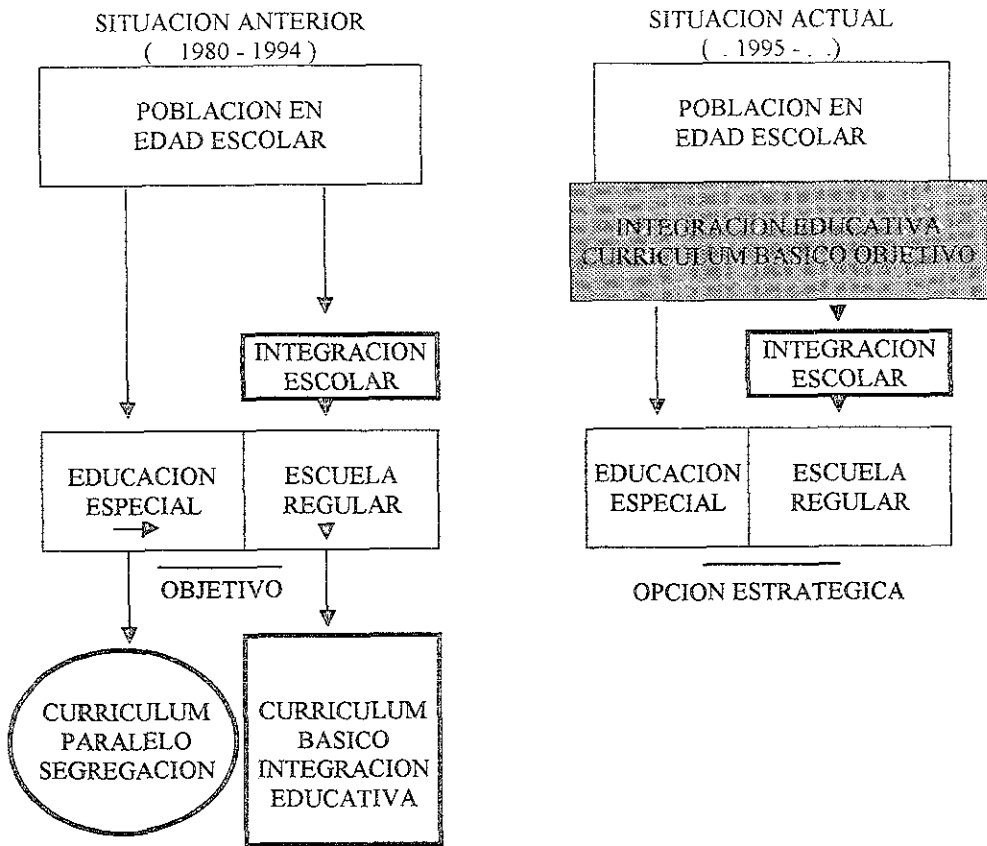 SITUACION ANTERIOR
( 1980 - 1994 )
POBLACION EN
EDAD ESCOLAR
INTEGRACION
ESCOLAR
EDUCACION
ESPECIAL
ESCUELA
REGULAR
OBJETIVO
CURRICULUM
PARALELO
SEGREGACION
CURRICULUM
BASICO
INTEGRACION
EDUCATIVA
SITUACION ACTUAL
( . 1995 - . .)
POBLACION EN
EDAD ESCOLAR
INTEGRACION EDUCATIVA
CURRICULUM BASICO OBJETIVO
INTEGRACION
ESCOLAR
EDUCACION
ESPECIAL
ESCUELA
REGULAR
OPCION ESTRATEGICA